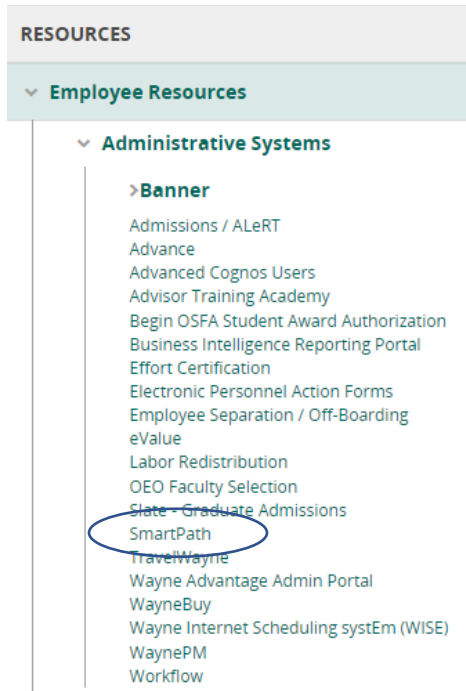 RESOURCES
Employee Resources
Administrative Systems
>Banner
Admissions / ALeRT
Advance
Advanced Cognos Users
Advisor Training Academy
Begin OSFA Student Award Authorization
Business Intelligence Reporting Portal
Effort Certification
Electronic Personnel Action Forms
Employee Separation / Off-Boarding
eValue
Labor Redistribution
OEO Faculty Selection
Slate - Graduate Admissions
SmartPath
TravelWayne
Wayne Advantage Admin Portal
WayneBuy
Wayne Internet Scheduling systEm (WISE)
WaynePM
Workflow